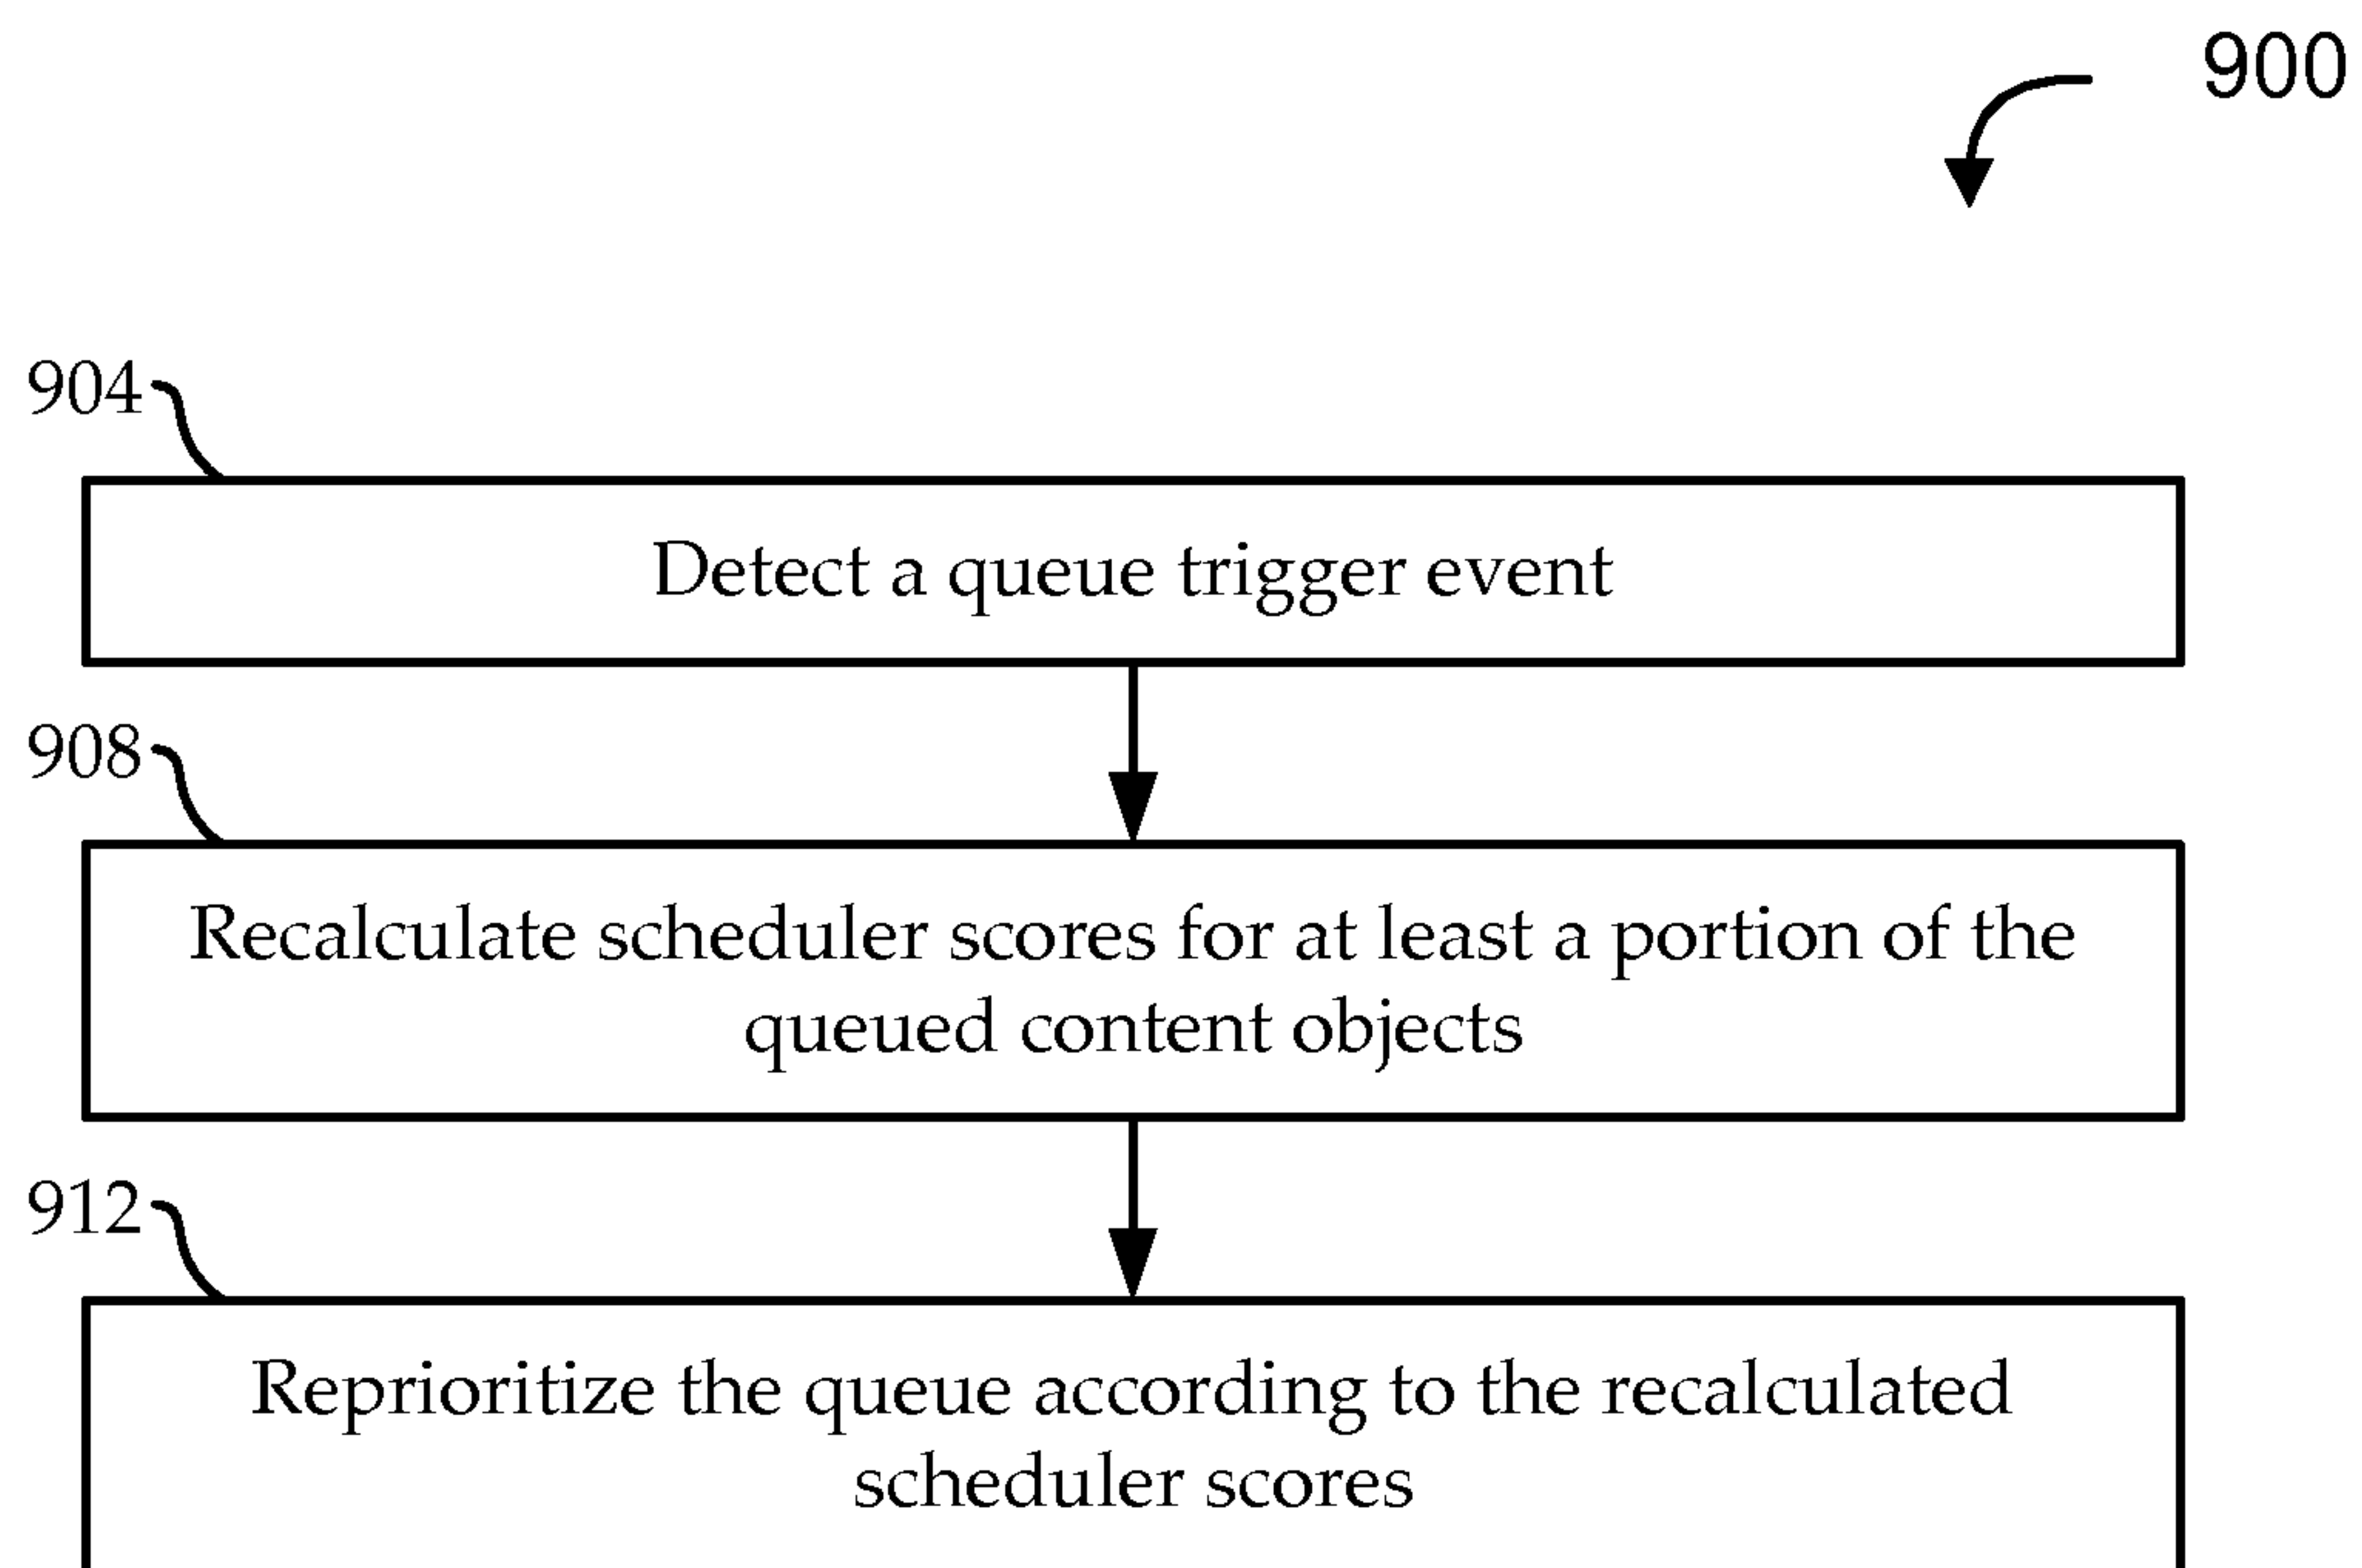 900
904
Detect a queue trigger event
908
Recalculate scheduler scores for at least a portion of the
queued content objects
912
Reprioritize the queue according to the recalculated
scheduler scores